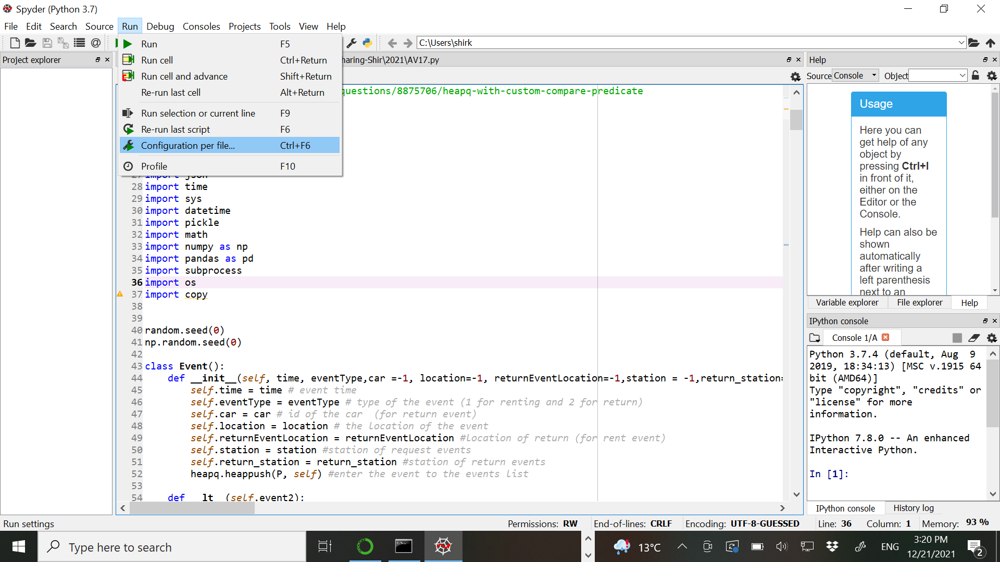 Spyder (Python 3.7)
File Edit Search Source Run Debug Consoles Projects Tools View Help
C:\Users\shirk
Run F5
Run cell Ctrl+Return
Run cell and advance Shift+Return
Re-run last cell Alt+Return
Run selection or current line F9
Re-run last script F6
Configuration per file... Ctrl+F6
Profile F10
Project explorer
haring-Shir\2021\AV17.py
questions/8875706/heapq-with-custom-compare-predicate
27 import json
28 import time
29 import sys
30 import datetime
31 import pickle
32 import math
33 import numpy as np
34 import pandas as pd
35 import subprocess
36 import os
37 import copy
38
39
40 random.seed(0)
41 np.random.seed(0)
42
43 class Event():
44 def __init__(self, time, eventType,car =-1, location=-1, returnEventLocation=-1,station = -1,return_station=
45 self.time = time # event time
46 self.eventType = eventType # type of the event (1 for renting and 2 for return)
47 self.car = car # id of the car  (for return event)
48 self.location = location # the location of the event
49 self.returnEventLocation = returnEventLocation #location of return (for rent event)
50 self.station = station #station of request events
51 self.return_station = return_station #station of return events
52 heapq.heappush(P, self) #enter the event to the events list
53
54 def __lt__(self,event2):
Help
Source Console Object
Usage
Here you can
get help of any
object by
pressing Ctrl+I
in front of it,
either on the
Editor or the
Console.
Help can also be
shown
automatically
after writing a
left parenthesis
next to an
Variable explorer File explorer Help
IPython console
Console 1/A
Python 3.7.4 (default, Aug  9
2019, 18:34:13) [MSC v.1915 64
bit (AMD64)]
Type "copyright", "credits" or
"license" for more
information.
IPython 7.8.0 -- An enhanced
Interactive Python.
In [1]:
IPython console History log
Run settings Permissions: RW End-of-lines: CRLF Encoding: UTF-8-GUESSED Line: 36 Column: 1 Memory: 93 %
Type here to search
13°C
ENG
3:20 PM
12/21/2021
2